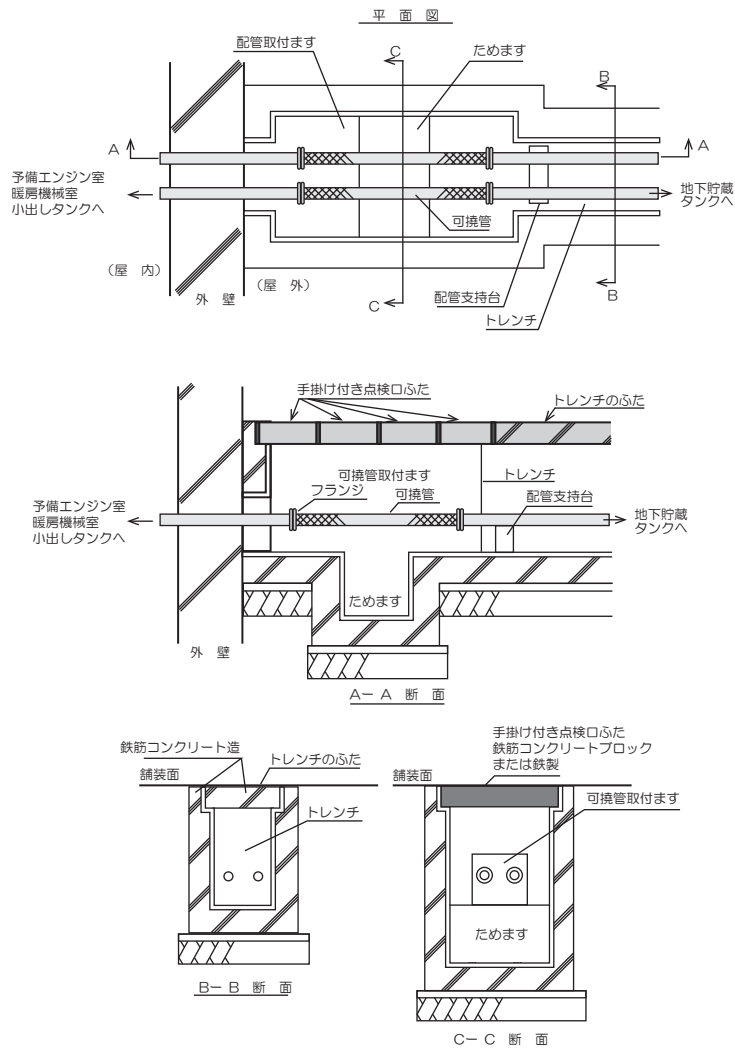 平 面 図
配管取付ます
C
ためます
B
A
A
予備エンジン室
暖房機械室
小出しタンクへ
地下貯蔵
タンクへ
可撓管
(屋 内)
外 壁
(屋 外)
C
配管支持台
B
トレンチ
手掛け付き点検口ふた
トレンチのふた
可撓管取付ます
フランジ
可撓管
トレンチ
配管支持台
予備エンジン室
暖房機械室
小出しタンクへ
地下貯蔵
タンクへ
ためます
外 壁
A－A 断 面
鉄筋コンクリート造
トレンチのふた
舗装面
トレンチ
B－B 断 面
手掛け付き点検口ふた
鉄筋コンクリートブロック
または鉄製
舗装面
可撓管取付ます
ためます
C－C 断 面